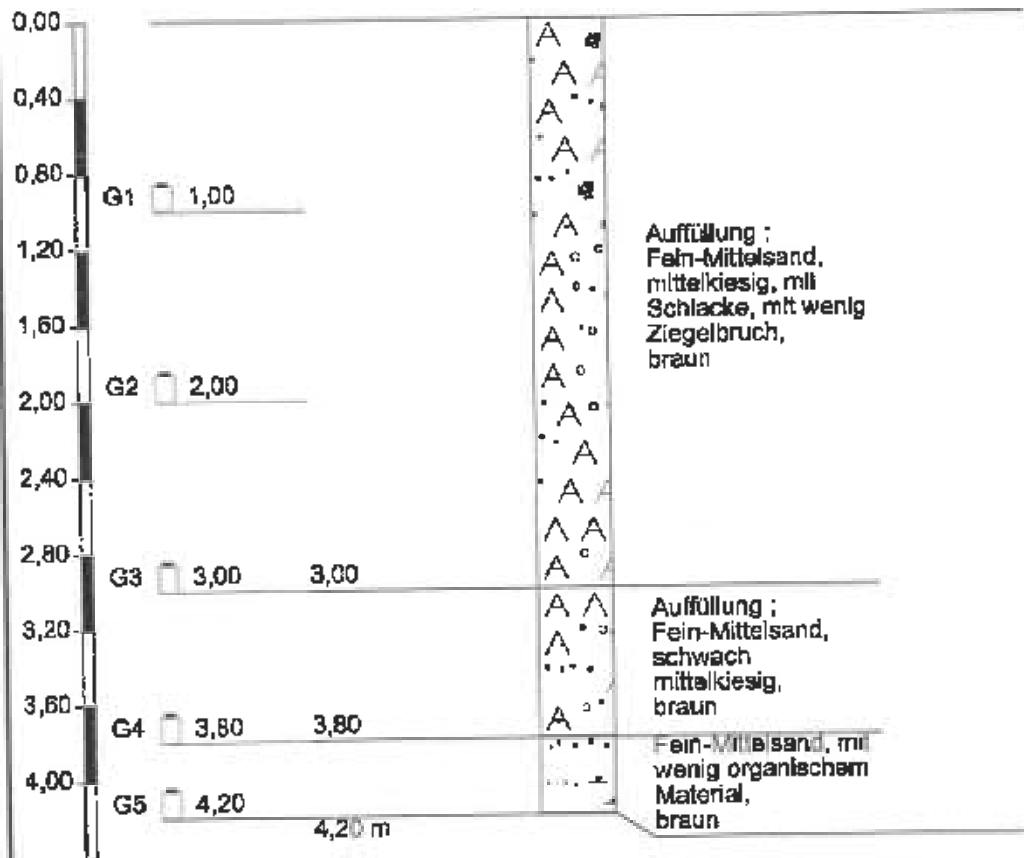 0,00
0,40
0,80
G1 1,00
1,20
1,60
G2 2,00
2,00
2,40
2,80
G3 3,00 3,00
3,20
3,60
G4 3,80 3,80
4,00
G5 4,20
4,20 m
Auffüllung :
Fein-Mittelsand,
mittelkiesig, mit
Schlacke, mit wenig
Ziegelbruch,
braun
Auffüllung :
Fein-Mittelsand,
schwach
mittelkiesig,
braun
Fein-Mittelsand, mit
wenig organischem
Material,
braun